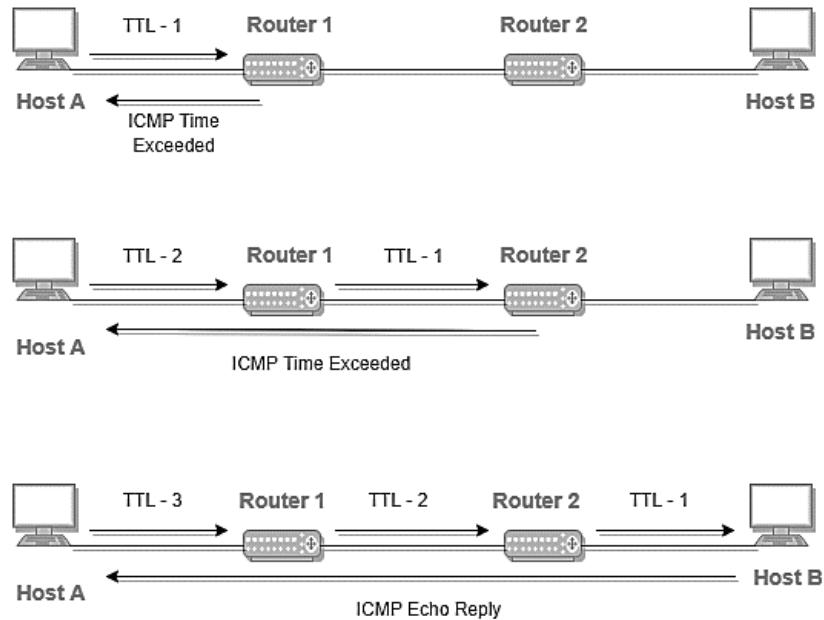 TTL - 1
Router 1
Router 2
Host A
Host B
ICMP Time
Exceeded
TTL - 2
Router 1
TTL - 1
Router 2
Host A
Host B
ICMP Time Exceeded
TTL - 3
Router 1
TTL - 2
Router 2
TTL - 1
Host A
Host B
ICMP Echo Reply